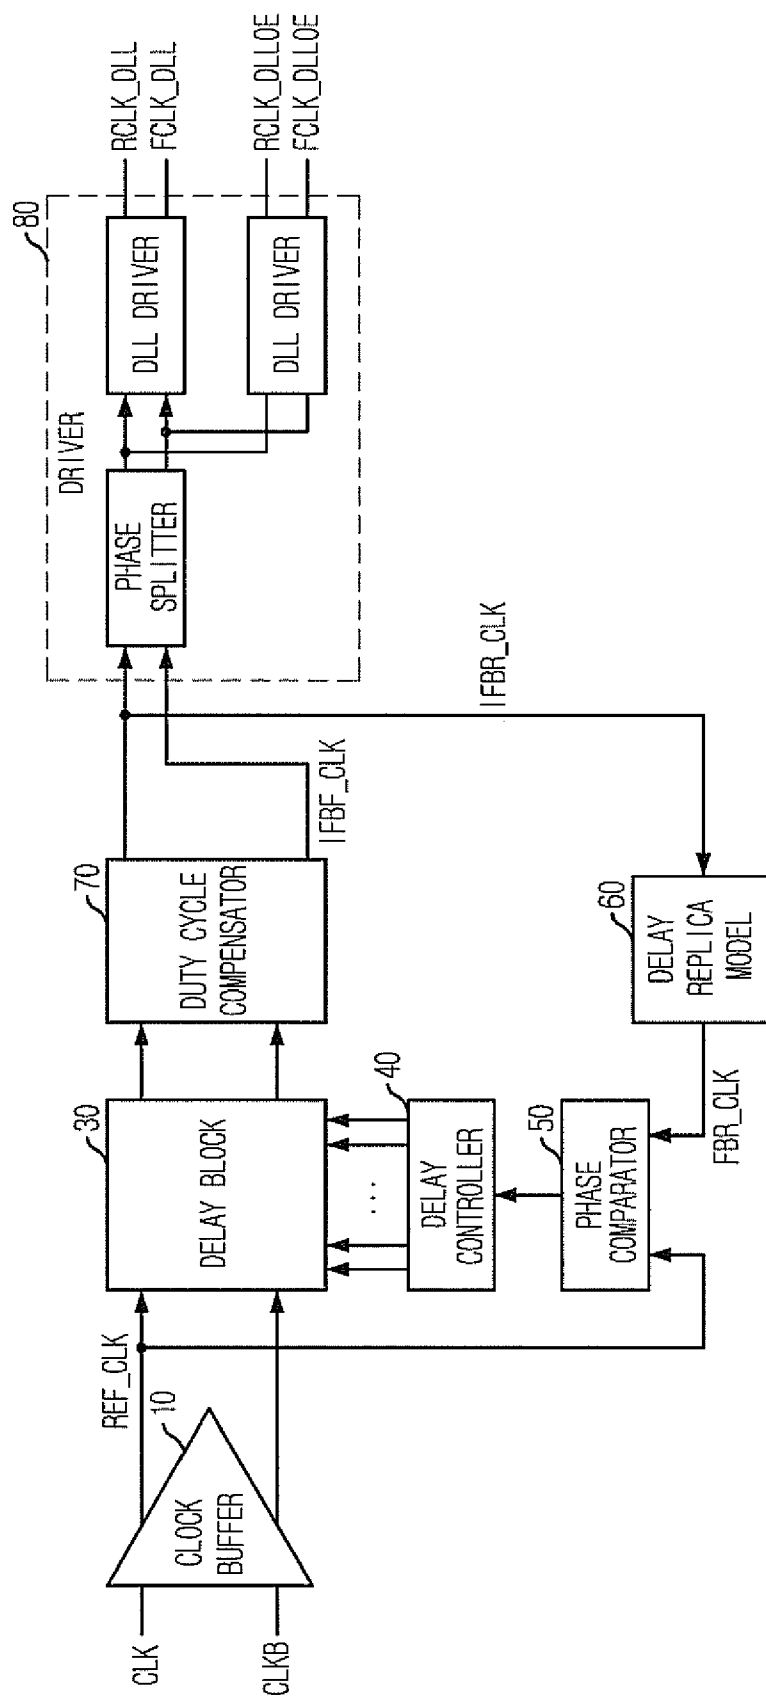 CLK
CLKB
CLOCK
BUFFER
10
REF_CLK
30
DELAY BLOCK
40
DELAY
CONTROLLER
...
50
PHASE
COMPARATOR
FBR_CLK
60
DELAY
REPLICA
MODEL
70
DUTY CYCLE
COMPENSATOR
IFBF_CLK
IFBR_CLK
80
DRIVER
PHASE
SPLITTER
DLL DRIVER
DLL DRIVER
RCLK_DLL
FCLK_DLL
RCLK_DLLOE
FCLK_DLLOE